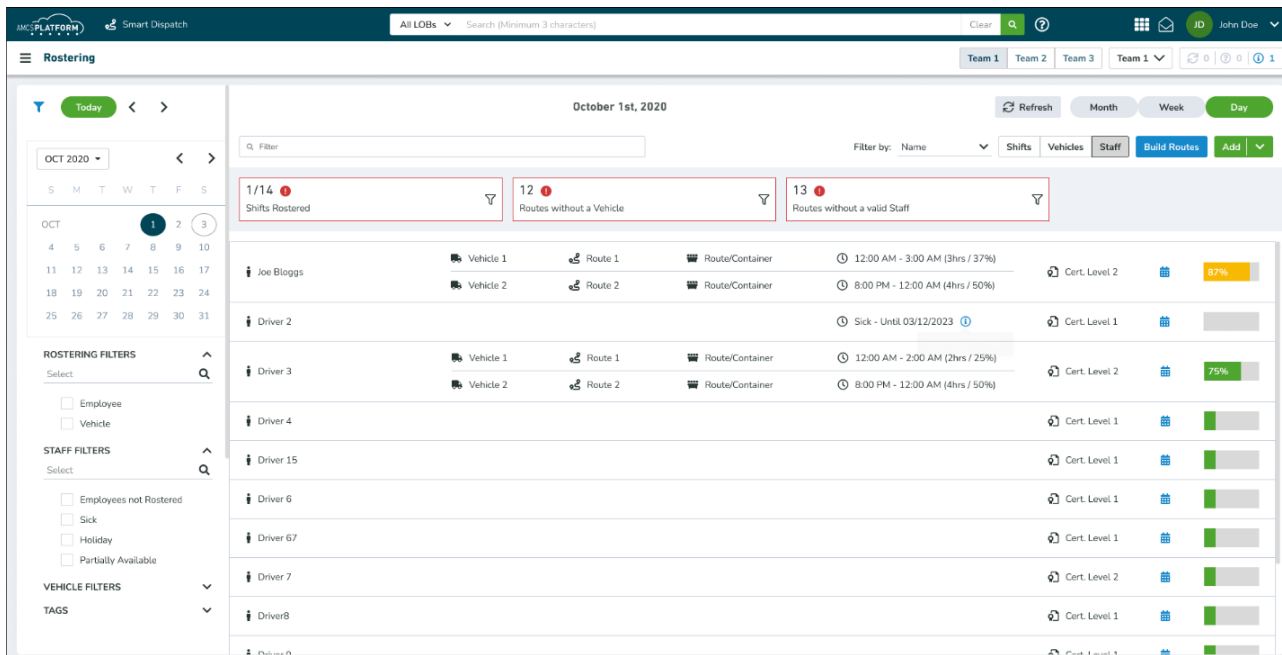 AMCS PLATFORM Smart Dispatch All LOBs Search (Minimum 3 characters) Clear JD John Doe
Rostering Team 1 Team 2 Team 3 Team 1 0 0 1
Today October 1st, 2020 Refresh Month Week Day
Filter Filter by: Name Shifts Vehicles Staff Build Routes Add
OCT 2020
S M T W T F S
OCT 1 2 3
4 5 6 7 8 9 10
11 12 13 14 15 16 17
18 19 20 21 22 23 24
25 26 27 28 29 30 31
ROSTERING FILTERS
Select
Employee
Vehicle
STAFF FILTERS
Select
Employees not Rostered
Sick
Holiday
Partially Available
VEHICLE FILTERS
TAGS
1/14
Shifts Rostered
12
Routes without a Vehicle
13
Routes without a valid Staff
Joe Bloggs Cert. Level 2 87%
Vehicle 1 Route 1 Route/Container 12:00 AM - 3:00 AM (3hrs / 37%)
Vehicle 2 Route 2 Route/Container 8:00 PM - 12:00 AM (4hrs / 50%)
Driver 2 Sick - Until 03/12/2023 Cert. Level 1
Driver 3 Cert. Level 2 75%
Vehicle 1 Route 1 Route/Container 12:00 AM - 2:00 AM (2hrs / 25%)
Vehicle 2 Route 2 Route/Container 8:00 PM - 12:00 AM (4hrs / 50%)
Driver 4 Cert. Level 1
Driver 15 Cert. Level 1
Driver 6 Cert. Level 1
Driver 67 Cert. Level 1
Driver 7 Cert. Level 2
Driver8 Cert. Level 1